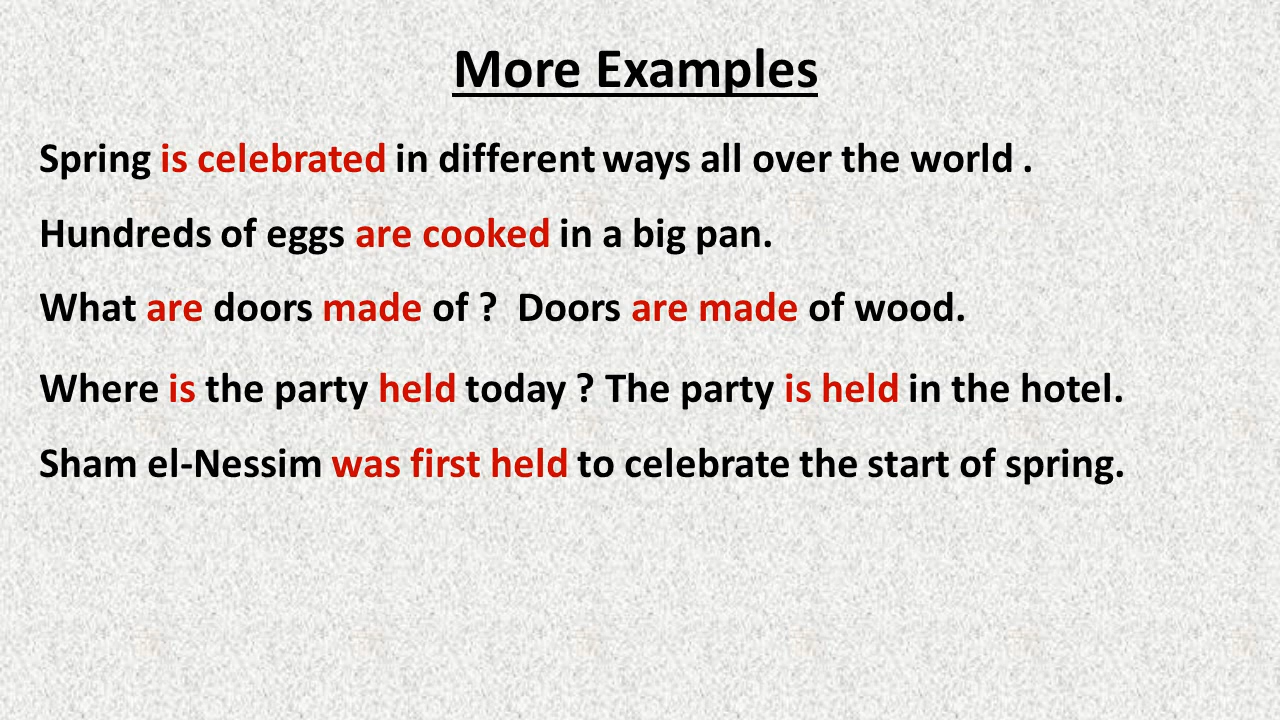 More Examples
Spring is celebrated in different ways all over the world .
Hundreds of eggs are cooked in a big pan.
What are doors made of ?  Doors are made of wood.
Where is the party held today ? The party is held in the hotel.
Sham el-Nessim was first held to celebrate the start of spring.